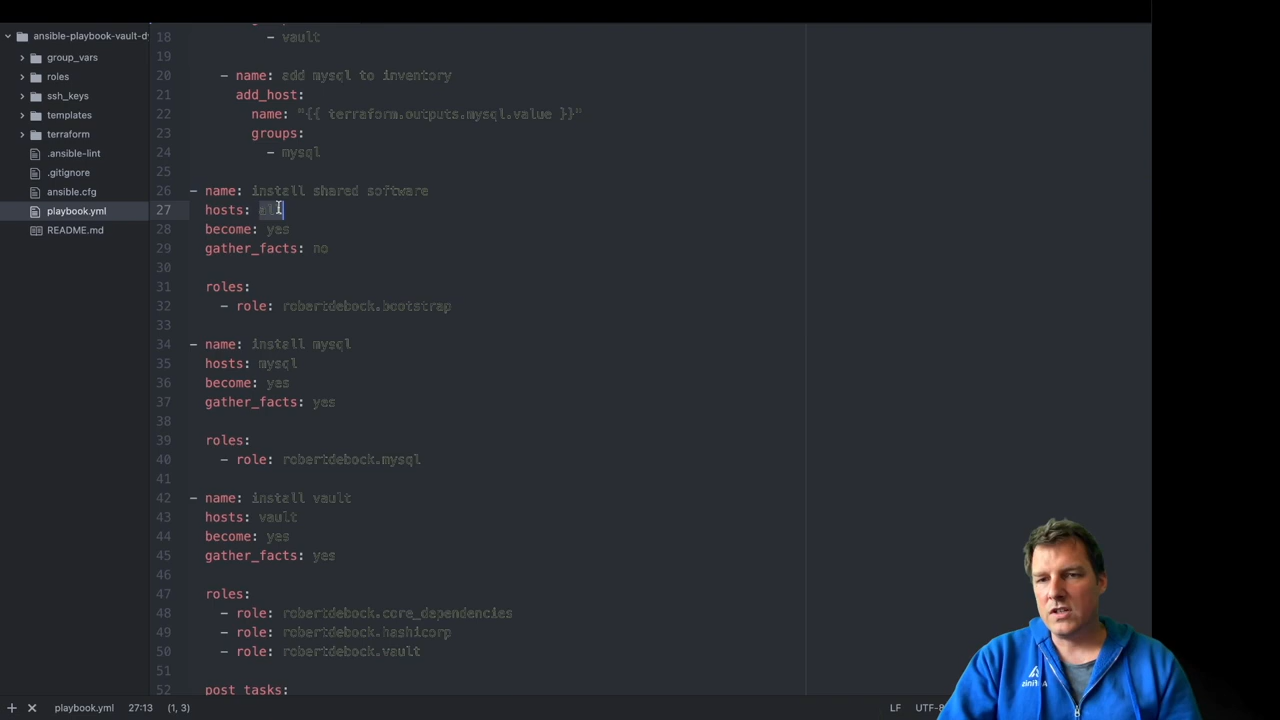 ansible-playbook-vault-d
group_vars
roles
ssh_keys
templates
terraform
.ansible-lint
.gitignore
ansible.cfg
playbook.yml
README.md
18 - vault
19
20 - name: add mysql to inventory
21 add_host:
22 name: "{{ terraform.outputs.mysql.value }}"
23 groups:
24 - mysql
25
26 - name: install shared software
27 hosts: all
28 become: yes
29 gather_facts: no
30
31 roles:
32 - role: robertdebock.bootstrap
33
34 - name: install mysql
35 hosts: mysql
36 become: yes
37 gather_facts: yes
38
39 roles:
40 - role: robertdebock.mysql
41
42 - name: install vault
43 hosts: vault
44 become: yes
45 gather_facts: yes
46
47 roles:
48 - role: robertdebock.core_dependencies
49 - role: robertdebock.hashicorp
50 - role: robertdebock.vault
51
52 post_tasks:
playbook.yml 27:13 (1, 3) LF UTF-8